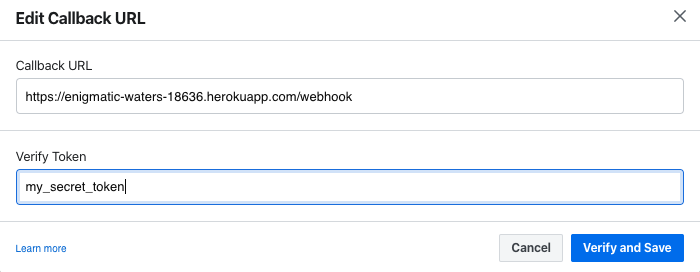 Edit Callback URL
Callback URL
https://enigmatic-waters-18636.herokuapp.com/webhook
Verify Token
my_secret_token
Learn more
Cancel
Verify and Save